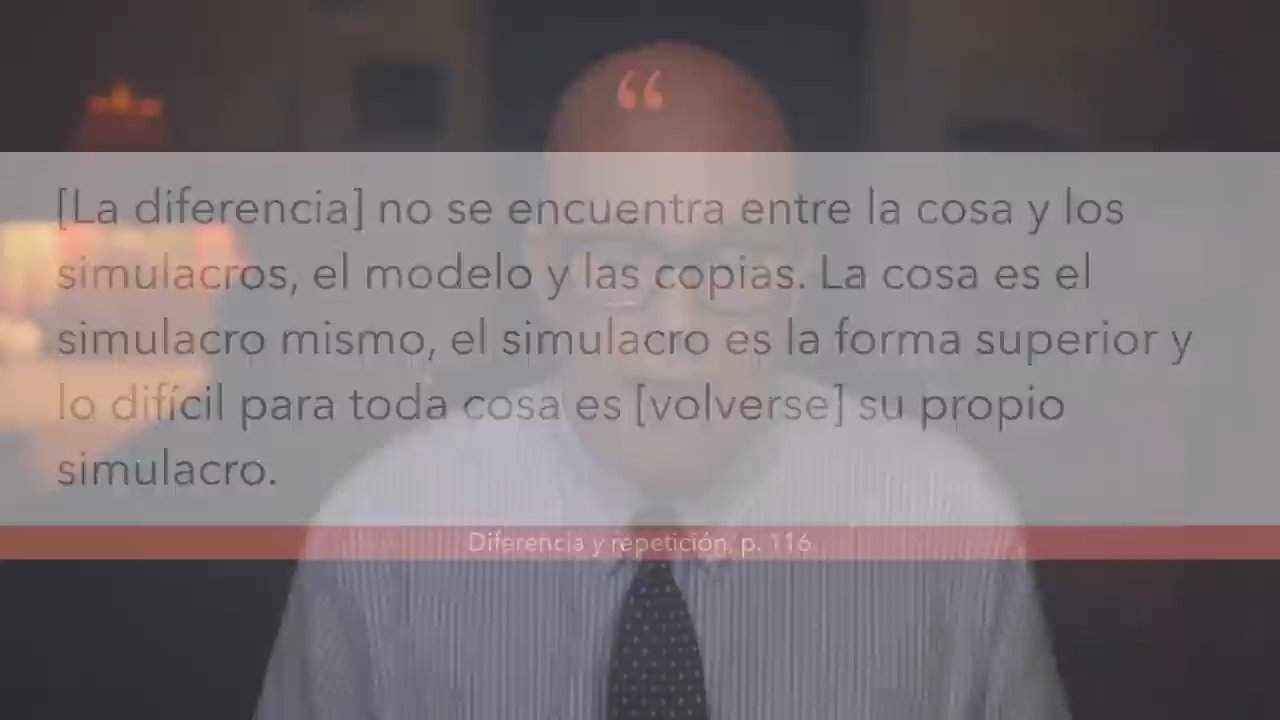 “
[La diferencia] no se encuentra entre la cosa y los
simulacros, el modelo y las copias. La cosa es el
simulacro mismo, el simulacro es la forma superior y
lo difícil para toda cosa es [volverse] su propio
simulacro.
Diferencia y repetición, p. 116